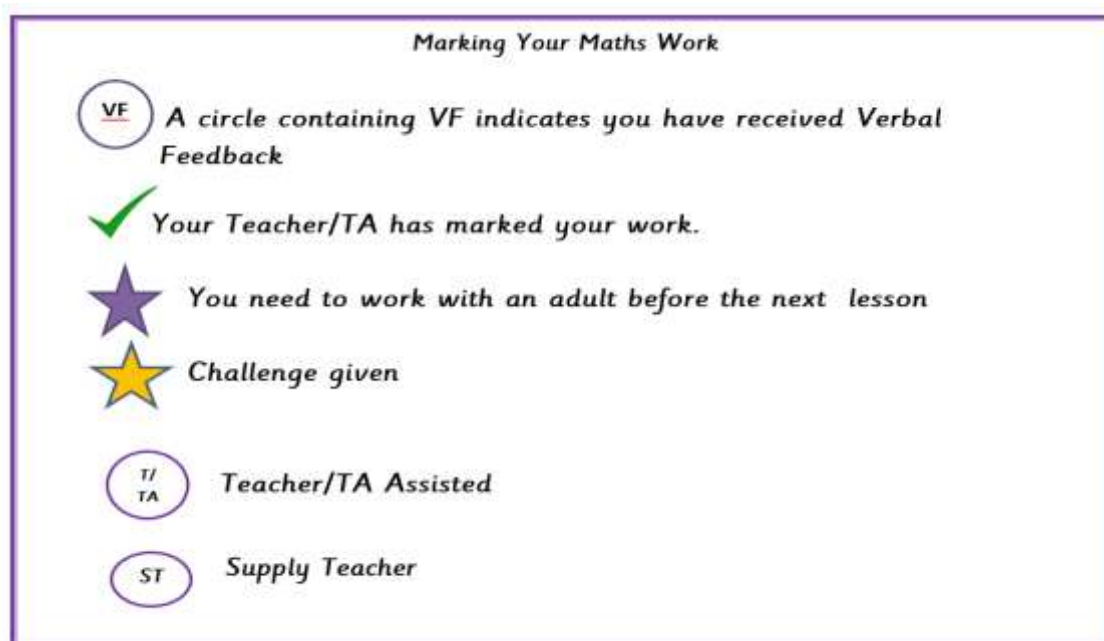 Marking Your Maths Work
VF
A circle containing VF indicates you have received Verbal
Feedback
Your Teacher/TA has marked your work.
You need to work with an adult before the next lesson
Challenge given
T/
TA
Teacher/TA Assisted
ST
Supply Teacher